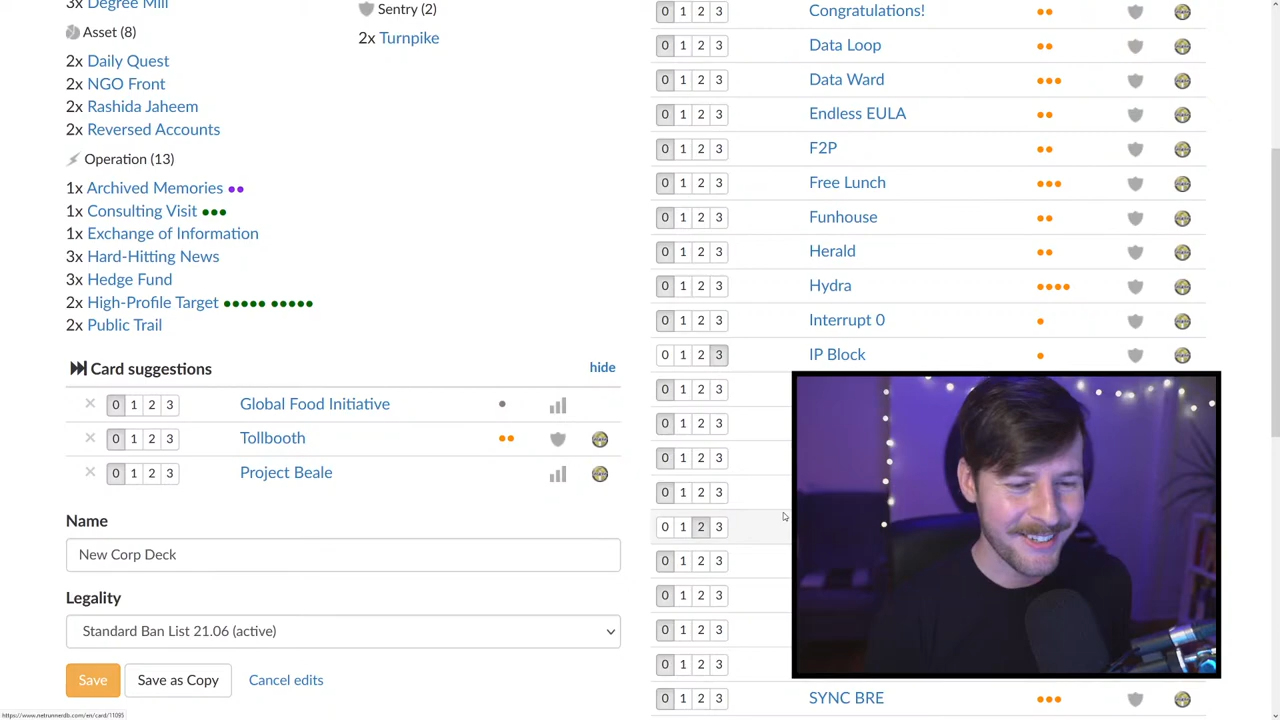 3x Degree Mill
Asset (8)
2x Daily Quest
2x NGO Front
2x Rashida Jaheem
2x Reversed Accounts
Operation (13)
1x Archived Memories
1x Consulting Visit
1x Exchange of Information
3x Hard-Hitting News
3x Hedge Fund
2x High-Profile Target
2x Public Trail
Sentry (2)
2x Turnpike
Card suggestions
hide
0 1 2 3 Global Food Initiative
0 1 2 3 Tollbooth
0 1 2 3 Project Beale
Name
New Corp Deck
Legality
Standard Ban List 21.06 (active)
Save
Save as Copy
Cancel edits
0 1 2 3 Congratulations!
0 1 2 3 Data Loop
0 1 2 3 Data Ward
0 1 2 3 Endless EULA
0 1 2 3 F2P
0 1 2 3 Free Lunch
0 1 2 3 Funhouse
0 1 2 3 Herald
0 1 2 3 Hydra
0 1 2 3 Interrupt 0
0 1 2 3 IP Block
0 1 2 3
0 1 2 3
0 1 2 3
0 1 2 3
0 1 2 3
0 1 2 3
0 1 2 3
0 1 2 3
0 1 2 3
0 1 2 3 SYNC BRE
https://www.netrunnerdb.com/en/card/11095